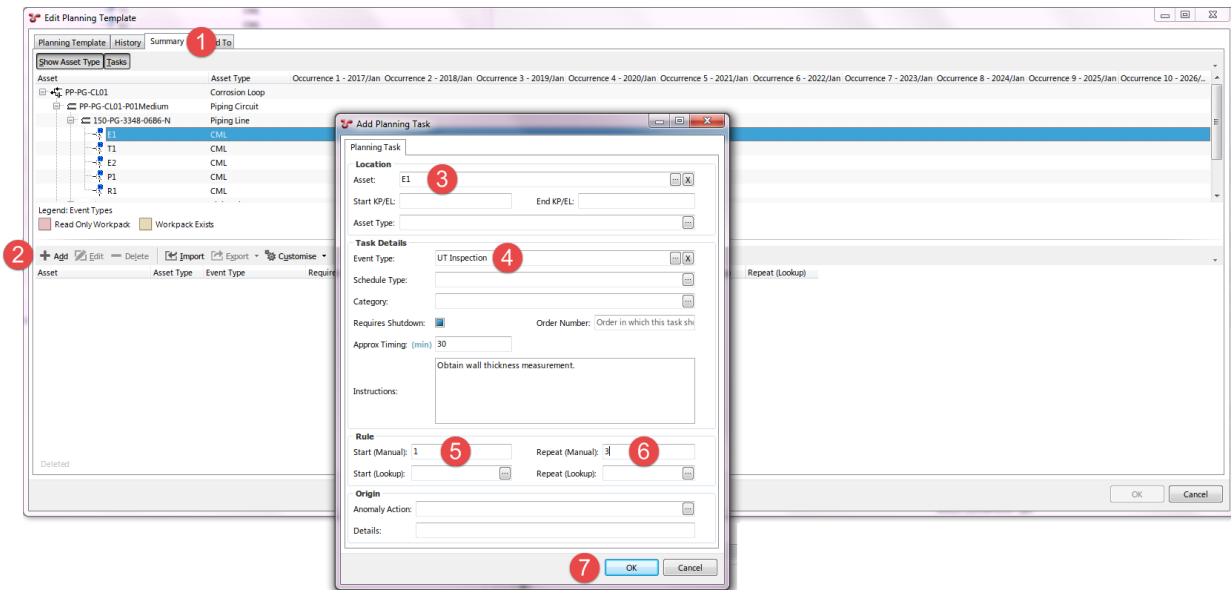 Edit Planning Template
Planning Template History Summary 1 d To
Show Asset Type Tasks
Asset Asset Type Occurrence 1 - 2017/Jan Occurrence 2 - 2018/Jan Occurrence 3 - 2019/Jan Occurrence 4 - 2020/Jan Occurrence 5 - 2021/Jan Occurrence 6 - 2022/Jan Occurrence 7 - 2023/Jan Occurrence 8 - 2024/Jan Occurrence 9 - 2025/Jan Occurrence 10 - 2026/..
PP-PG-CL01 Corrosion Loop
PP-PG-CL01-P01Medium Piping Circuit
150-PG-3348-06B6-N Piping Line
E1 CML
T1 CML
E2 CML
P1 CML
R1 CML
Legend: Event Types
Read Only Workpack Workpack Exists
2 Add Edit Delete Import Export Customise
Asset Asset Type Event Type Require Repeat (Lookup)
Deleted
OK Cancel
Add Planning Task
Planning Task
Location
Asset: E1 ... X 3
Start KP/EL: End KP/EL:
Asset Type: ...
Task Details
Event Type: UT Inspection ... X 4
Schedule Type: ...
Category: ...
Requires Shutdown: Order Number: Order in which this task sh
Approx Timing: (min) 30
Instructions: Obtain wall thickness measurement.
Rule
Start (Manual): 1 5 Repeat (Manual): 3 6
Start (Lookup): ... Repeat (Lookup): ...
Origin
Anomaly Action: ...
Details:
7 OK Cancel